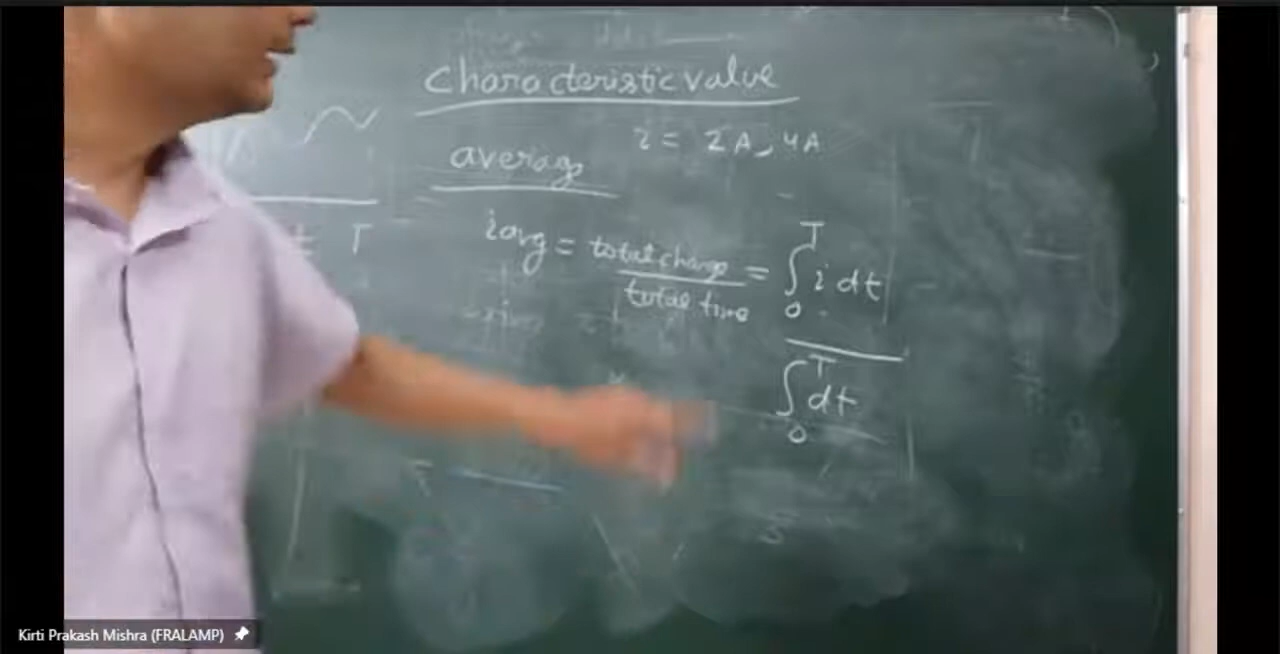 characteristic value
i = 2A, 4A
average
t T
iavg = total charge / total time = ∫₀ᵀ i dt / ∫₀ᵀ dt
Kirti Prakash Mishra (FRALAMP)